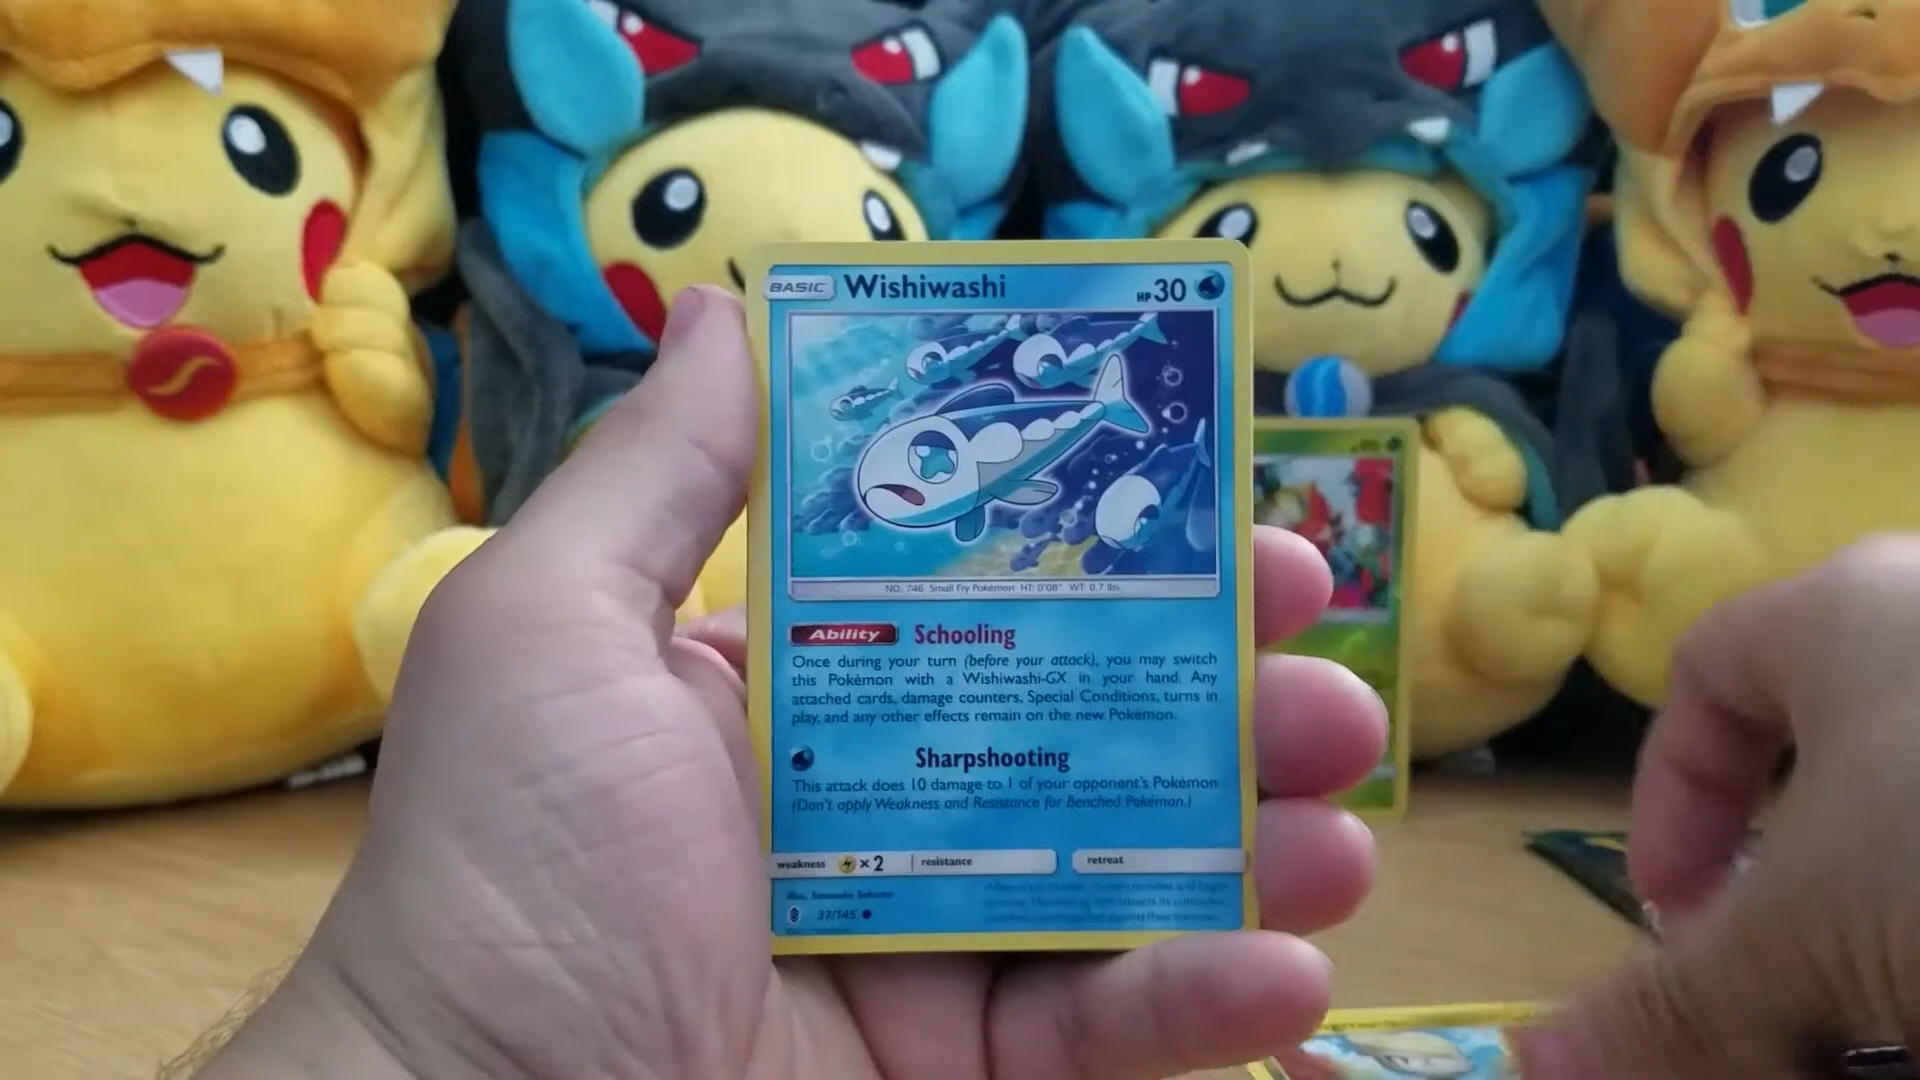 BASIC Wishiwashi HP 30
NO. 746 Small Fry Pokémon HT: 0'08" WT: 0.7 lbs.
Ability Schooling
Once during your turn (before your attack), you may switch
this Pokémon with a Wishiwashi-GX in your hand. Any
attached cards, damage counters, Special Conditions, turns in
play, and any other effects remain on the new Pokémon.
Sharpshooting
This attack does 10 damage to 1 of your opponent's Pokémon.
(Don't apply Weakness and Resistance for Benched Pokémon.)
weakness ×2 resistance retreat
37/145